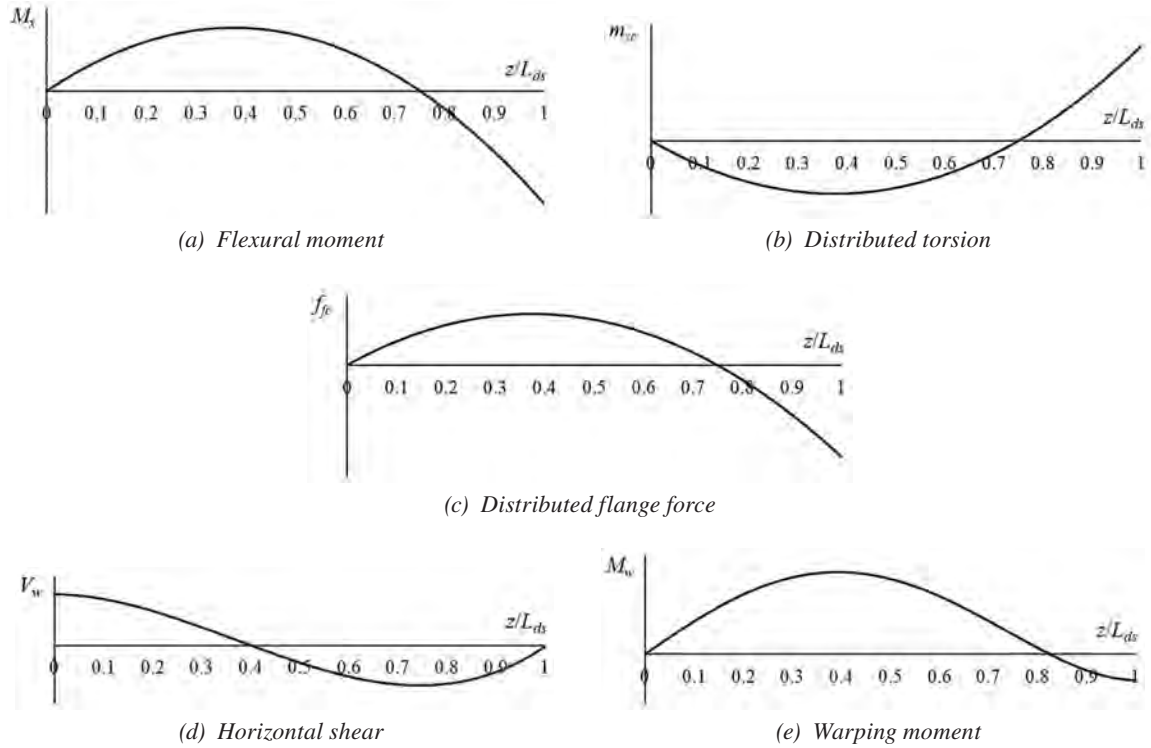 Mₓ
z/L_ds
0 0.1 0.2 0.3 0.4 0.5 0.6 0.7 0.8 0.9 1
(a) Flexural moment
z/L_ds
0 0.1 0.2 0.3 0.4 0.5 0.6 0.7 0.8 0.9 1
(b) Distributed torsion
z/L_ds
0 0.1 0.2 0.3 0.4 0.5 0.6 0.7 0.8 0.9 1
(c) Distributed flange force
V_w
z/L_ds
0 0.1 0.2 0.3 0.4 0.5 0.6 0.7 0.8 0.9 1
(d) Horizontal shear
M_w
z/L_ds
0 0.1 0.2 0.3 0.4 0.5 0.6 0.7 0.8 0.9 1
(e) Warping moment